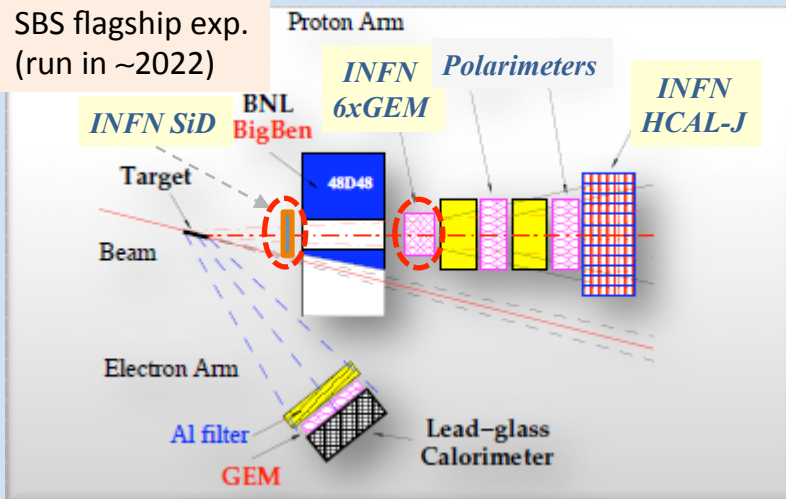 SBS flagship exp.
(run in ~2022)
Proton Arm
INFN
6xGEM
Polarimeters
INFN
HCAL-J
INFN SiD
BNL
BigBen
48D48
Target
Beam
Electron Arm
Al filter
GEM
Lead-glass
Calorimeter